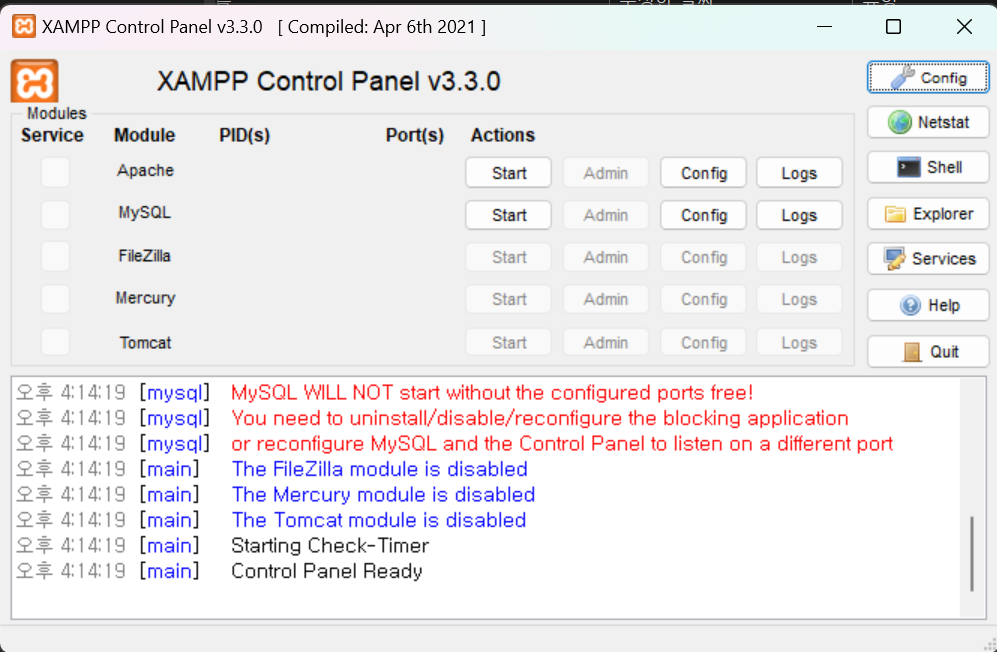 XAMPP Control Panel v3.3.0 [ Compiled: Apr 6th 2021 ]
XAMPP Control Panel v3.3.0
Config
Modules
Service Module PID(s) Port(s) Actions
Netstat
Apache Start Admin Config Logs
Shell
MySQL Start Admin Config Logs
Explorer
FileZilla Start Admin Config Logs
Services
Mercury Start Admin Config Logs
Help
Tomcat Start Admin Config Logs
Quit
오후 4:14:19 [mysql] MySQL WILL NOT start without the configured ports free!
오후 4:14:19 [mysql] You need to uninstall/disable/reconfigure the blocking application
오후 4:14:19 [mysql] or reconfigure MySQL and the Control Panel to listen on a different port
오후 4:14:19 [main] The FileZilla module is disabled
오후 4:14:19 [main] The Mercury module is disabled
오후 4:14:19 [main] The Tomcat module is disabled
오후 4:14:19 [main] Starting Check-Timer
오후 4:14:19 [main] Control Panel Ready